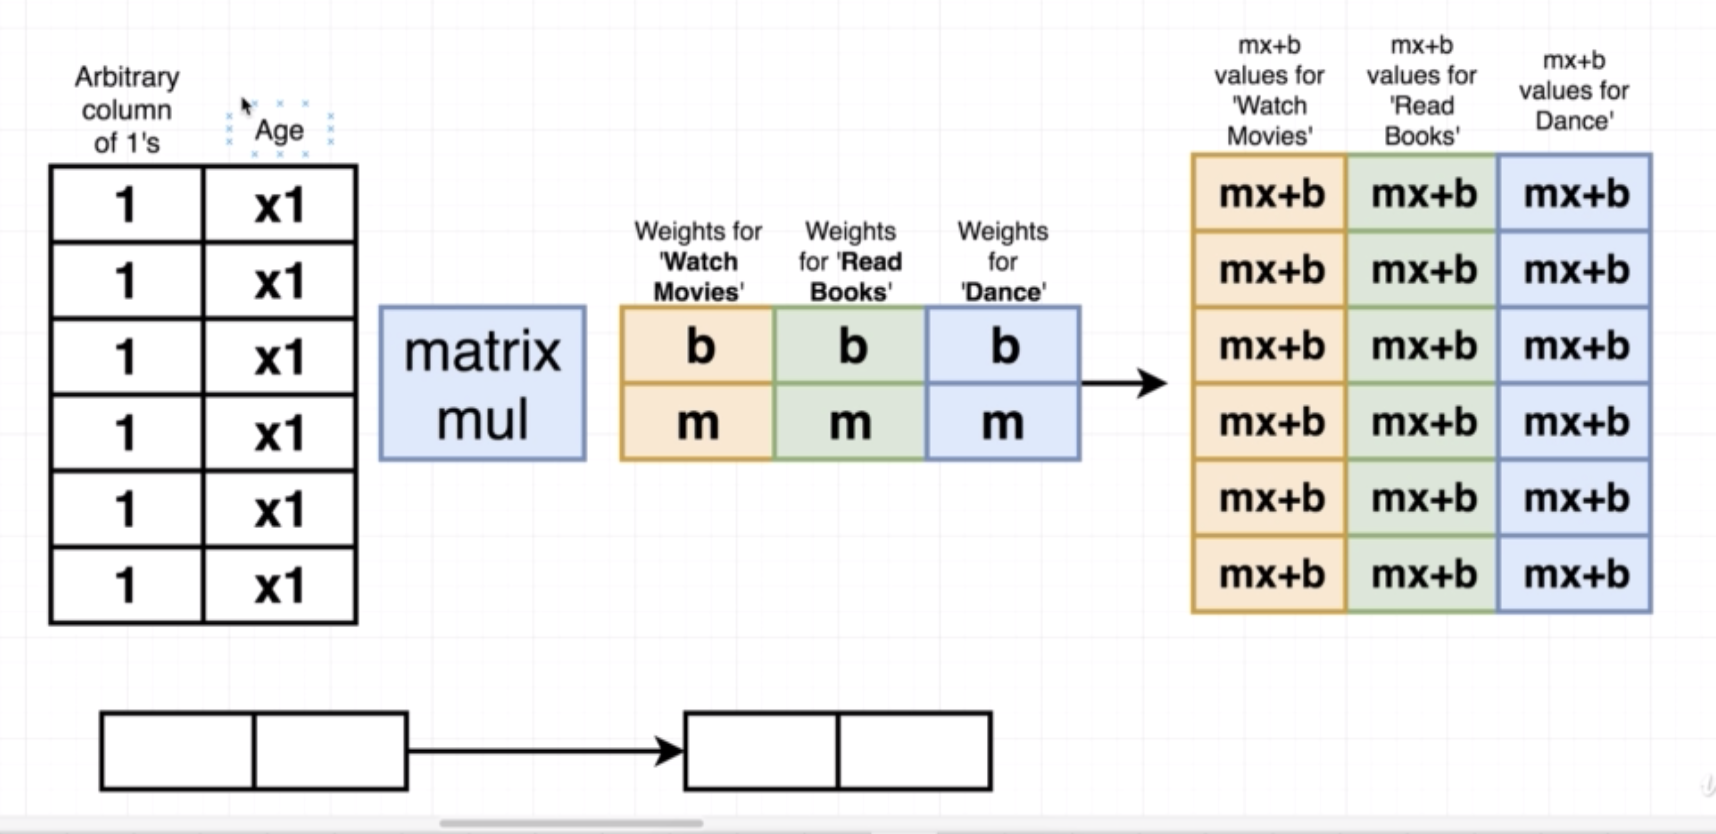 Arbitrary
column
of 1's
Age
1 x1
1 x1
1 x1
1 x1
1 x1
1 x1
matrix
mul
Weights for
'Watch
Movies'
Weights
for 'Read
Books'
Weights
for
'Dance'
b b b
m m m
mx+b
values for
'Watch
Movies'
mx+b
values for
'Read
Books'
mx+b
values for
Dance'
mx+b mx+b mx+b
mx+b mx+b mx+b
mx+b mx+b mx+b
mx+b mx+b mx+b
mx+b mx+b mx+b
mx+b mx+b mx+b